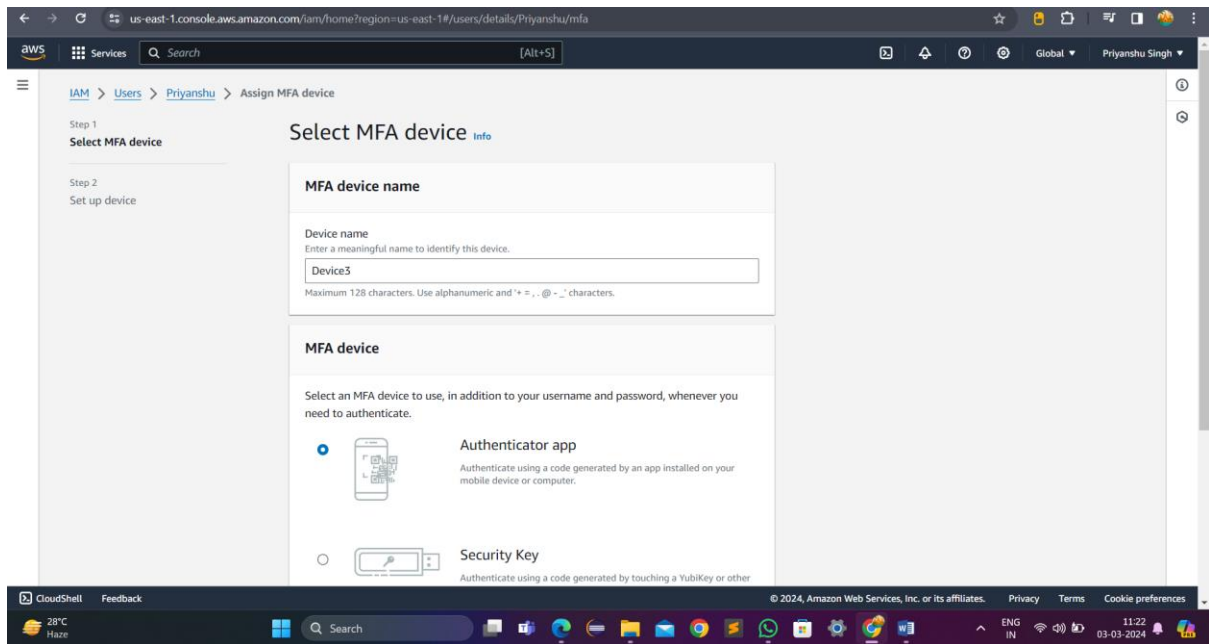 us-east-1.console.aws.amazon.com/iam/home?region=us-east-1#/users/details/Priyanshu/mfa
aws Services Search [Alt+S] Global Priyanshu Singh
IAM > Users > Priyanshu > Assign MFA device
Step 1
Select MFA device
Step 2
Set up device
Select MFA device Info
MFA device name
Device name
Enter a meaningful name to identify this device.
Device3
Maximum 128 characters. Use alphanumeric and '+ = , . @ - _' characters.
MFA device
Select an MFA device to use, in addition to your username and password, whenever you
need to authenticate.
Authenticator app
Authenticate using a code generated by an app installed on your
mobile device or computer.
Security Key
Authenticate using a code generated by touching a YubiKey or other
CloudShell Feedback © 2024, Amazon Web Services, Inc. or its affiliates. Privacy Terms Cookie preferences
28°C
Haze
Search
ENG
IN
11:22
03-03-2024